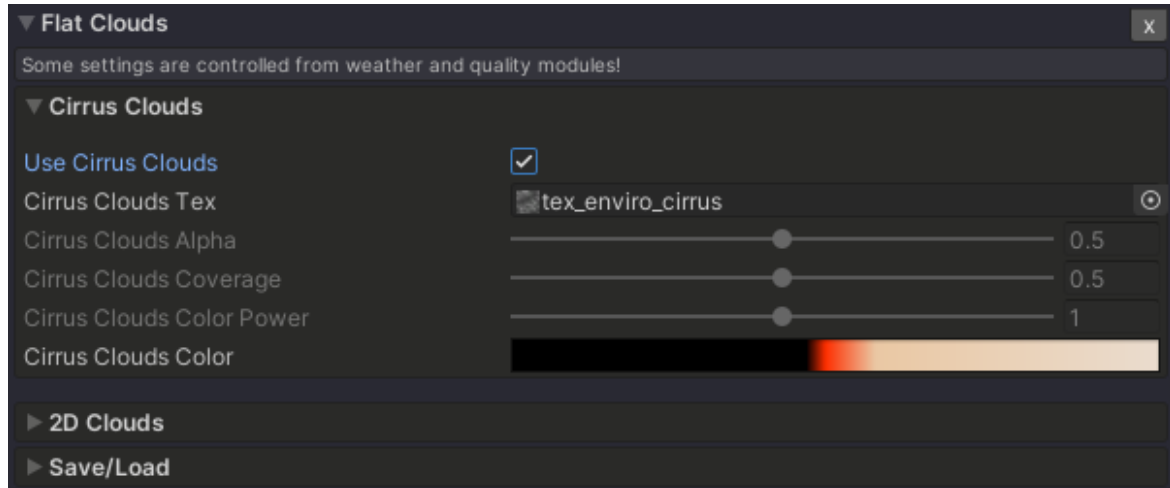 Flat Clouds
X
Some settings are controlled from weather and quality modules!
Cirrus Clouds
Use Cirrus Clouds
Cirrus Clouds Tex tex_enviro_cirrus
Cirrus Clouds Alpha 0.5
Cirrus Clouds Coverage 0.5
Cirrus Clouds Color Power 1
Cirrus Clouds Color
2D Clouds
Save/Load